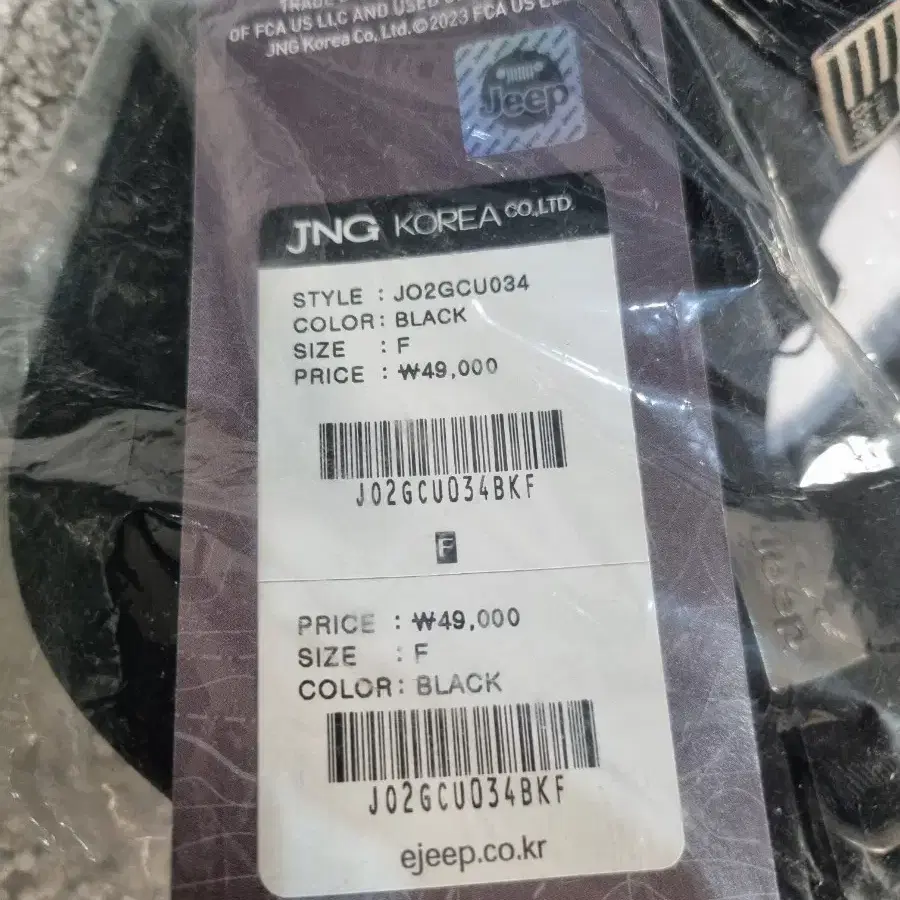 OF FCA US LLC AND USED
JNG Korea Co., Ltd. ©2023 FCA US
Jeep
JNG KOREA CO.,LTD.
STYLE : JO2GCU034
COLOR: BLACK
SIZE : F
PRICE : ₩49,000
JO2GCU034BKF
F
PRICE : ₩49,000
SIZE : F
COLOR: BLACK
JO2GCU034BKF
ejeep.co.kr
Jeep